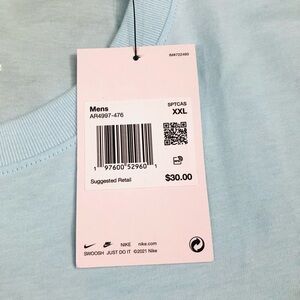 Mens
AR4997-476
SPTCAS
XXL
1 97600 52960 1
Suggested Retail
$30.00
NIKE nike.com
SWOOSH JUST DO IT ©2021 Nike